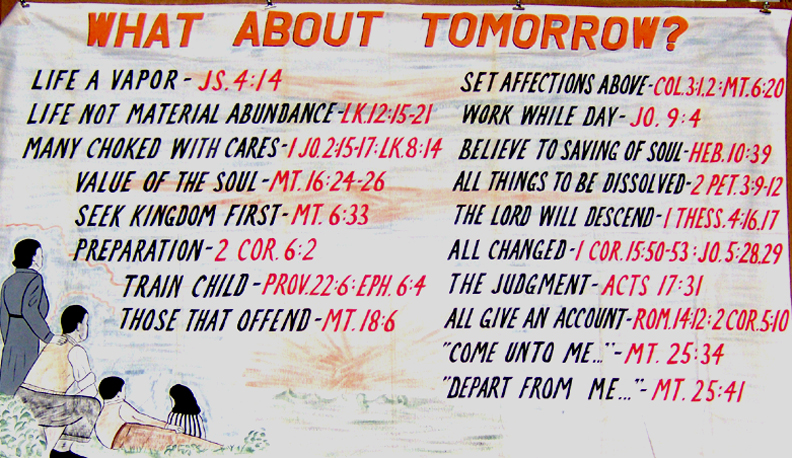 WHAT ABOUT TOMORROW?
LIFE A VAPOR - JS. 4:14
LIFE NOT MATERIAL ABUNDANCE-LK.12:15-21
MANY CHOKED WITH CARES-1 JO.2:15-17:LK.8:14
VALUE OF THE SOUL-MT. 16:24-26
SEEK KINGDOM FIRST-MT. 6:33
PREPARATION-2 COR. 6:2
TRAIN CHILD-PROV.22:6:EPH. 6:4
THOSE THAT OFFEND-MT. 18:6
SET AFFECTIONS ABOVE-COL.3:1,2:MT.6:20
WORK WHILE DAY-JO. 9:4
BELIEVE TO SAVING OF SOUL-HEB.10:39
ALL THINGS TO BE DISSOLVED-2 PET.3:9-12
THE LORD WILL DESCEND-1 THESS.4:16,17
ALL CHANGED-1 COR.15:50-53:JO.5:28,29
THE JUDGMENT-ACTS 17:31
ALL GIVE AN ACCOUNT-ROM.14:12:2 COR.5:10
"COME UNTO ME..."-MT. 25:34
"DEPART FROM ME..."-MT. 25:41